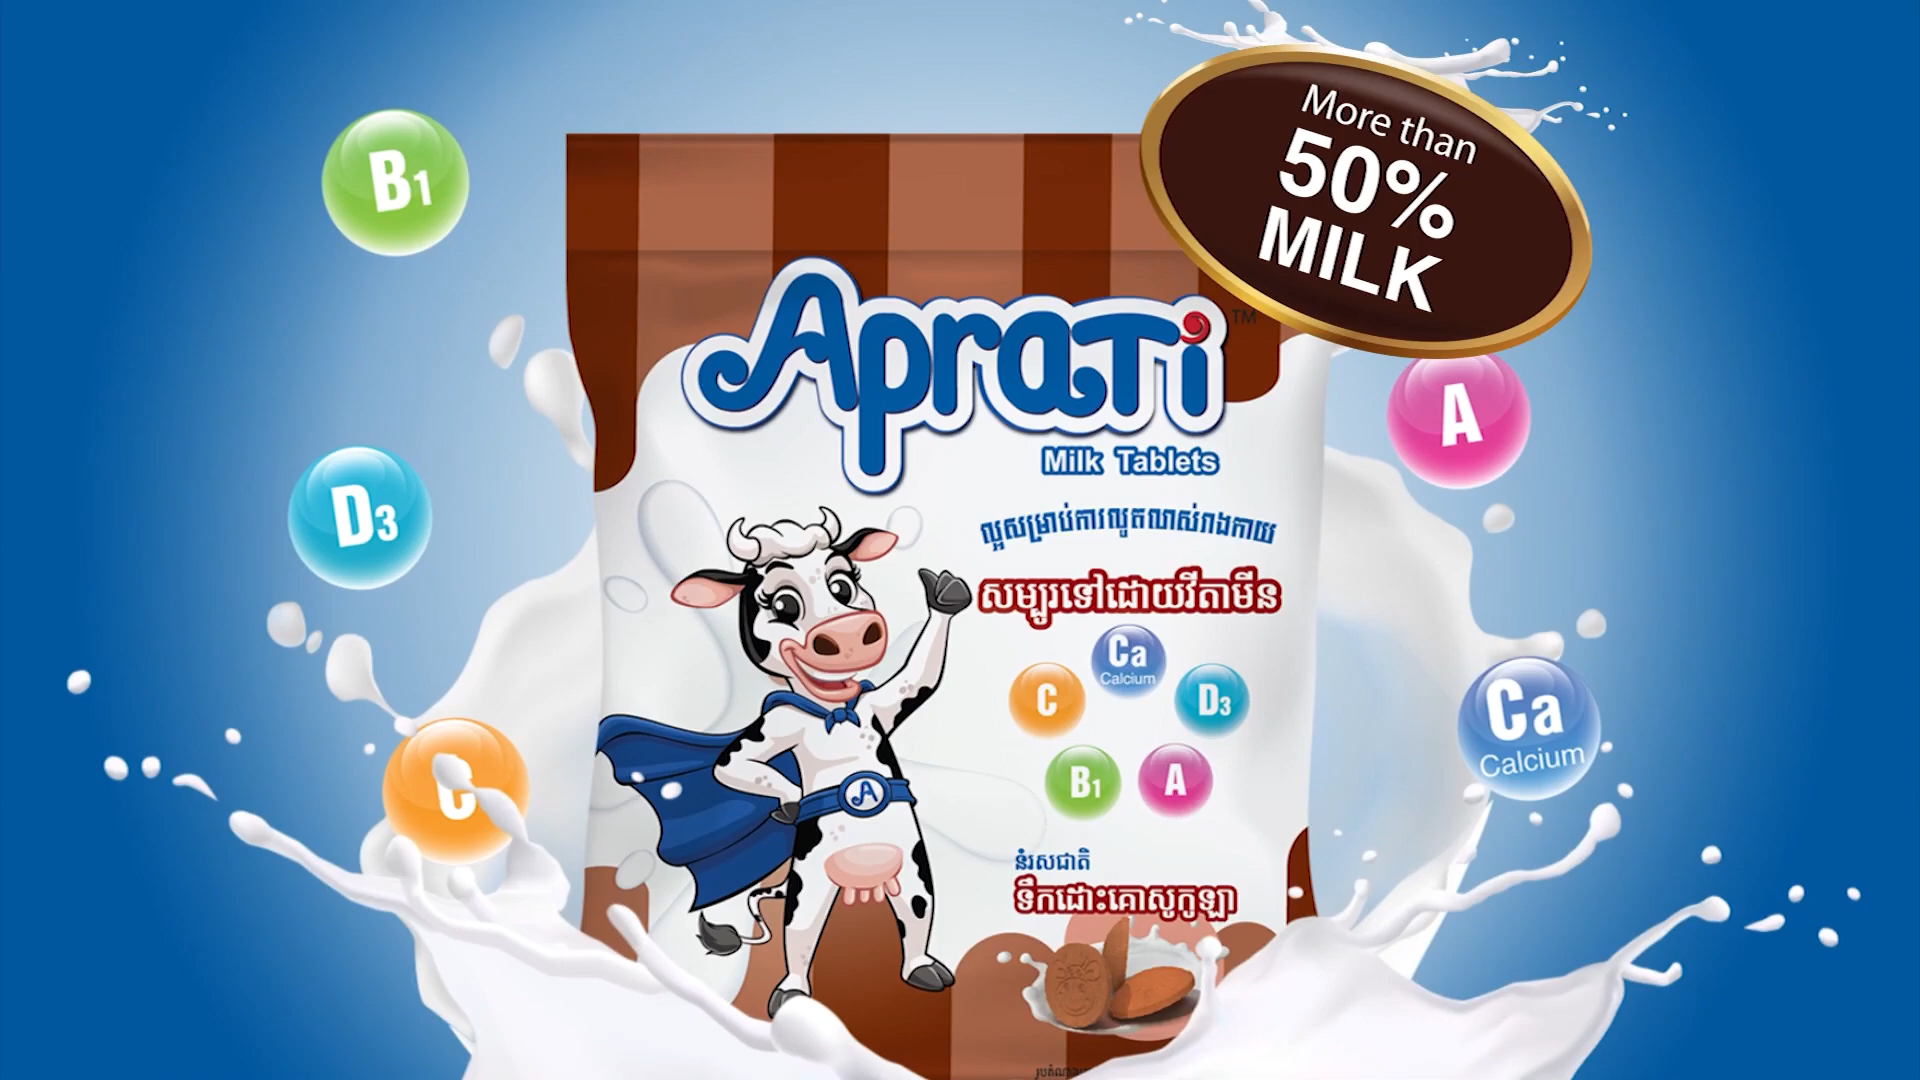 More than
50%
MILK
B1
Aprati
TM
Milk Tablets
A
D3
ល្អសម្រាប់ការលូតលាស់រាងកាយ
សម្បូរទៅដោយវីតាមីន
Ca
Calcium
C
D3
B1
A
Ca
Calcium
C
នំរសជាតិ
ទឹកដោះគោសូកូឡា
A